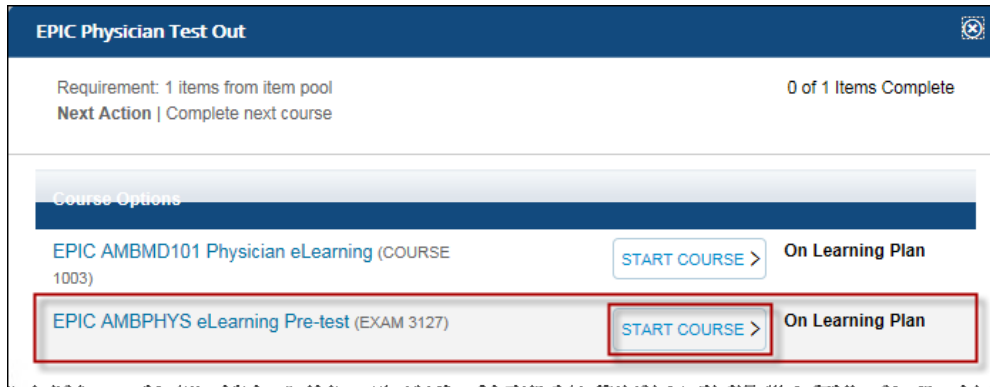 EPIC Physician Test Out
Requirement: 1 items from item pool
0 of 1 Items Complete
Next Action | Complete next course
Course Options
EPIC AMBMD101 Physician eLearning (COURSE
1003)
START COURSE >
On Learning Plan
EPIC AMBPHYS eLearning Pre-test (EXAM 3127)
START COURSE >
On Learning Plan